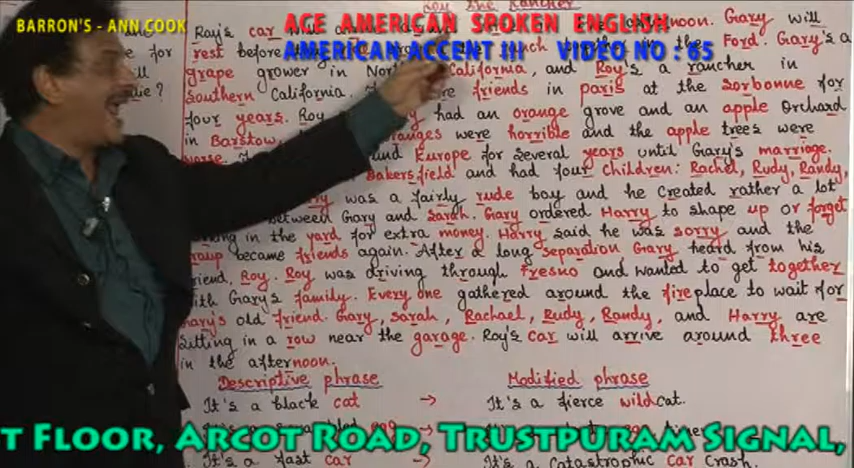 Roy the Rancher
BARRON'S - ANN COOK
ACE AMERICAN SPOKEN ENGLISH
AMERICAN ACCENT III VIDEO NO : 65
Ray's car will noon. Gary will
rest before the Ford. Gary's a
grape grower in California, and Roy's a rancher in
Southern California. friends in paris at the Sorbonne for
four years. Roy had an orange grove and an apple Orchard
in Barstow. oranges were horrible and the apple trees were
worse. Europe for several years until Gary's marriage.
Bakersfield and had four children: Rachel, Rudy, Randy,
was a fairly rude boy and he created rather a lot
between Gary and Sarah. Gary ordered Harry to shape up or forget
in the yard for extra money. Harry said he was sorry and the
group became friends again. After a long separation Gary heard from his
friend, Roy. Roy was driving through Fresno and wanted to get together
with Gary's family. Every one gathered around the fireplace to wait for
Gary's old friend. Gary, Sarah, Rachael, Rudy, Randy, and Harry are
sitting in a row near the garage. Roy's car will arrive around three
in the afternoon.
Descriptive phrase Modified phrase
It's a black cat → It's a fierce wildcat.
It's a fast car → It's a Catastrophic car crash.
T FLOOR, ARCOT ROAD, TRUSTPURAM SIGNAL,